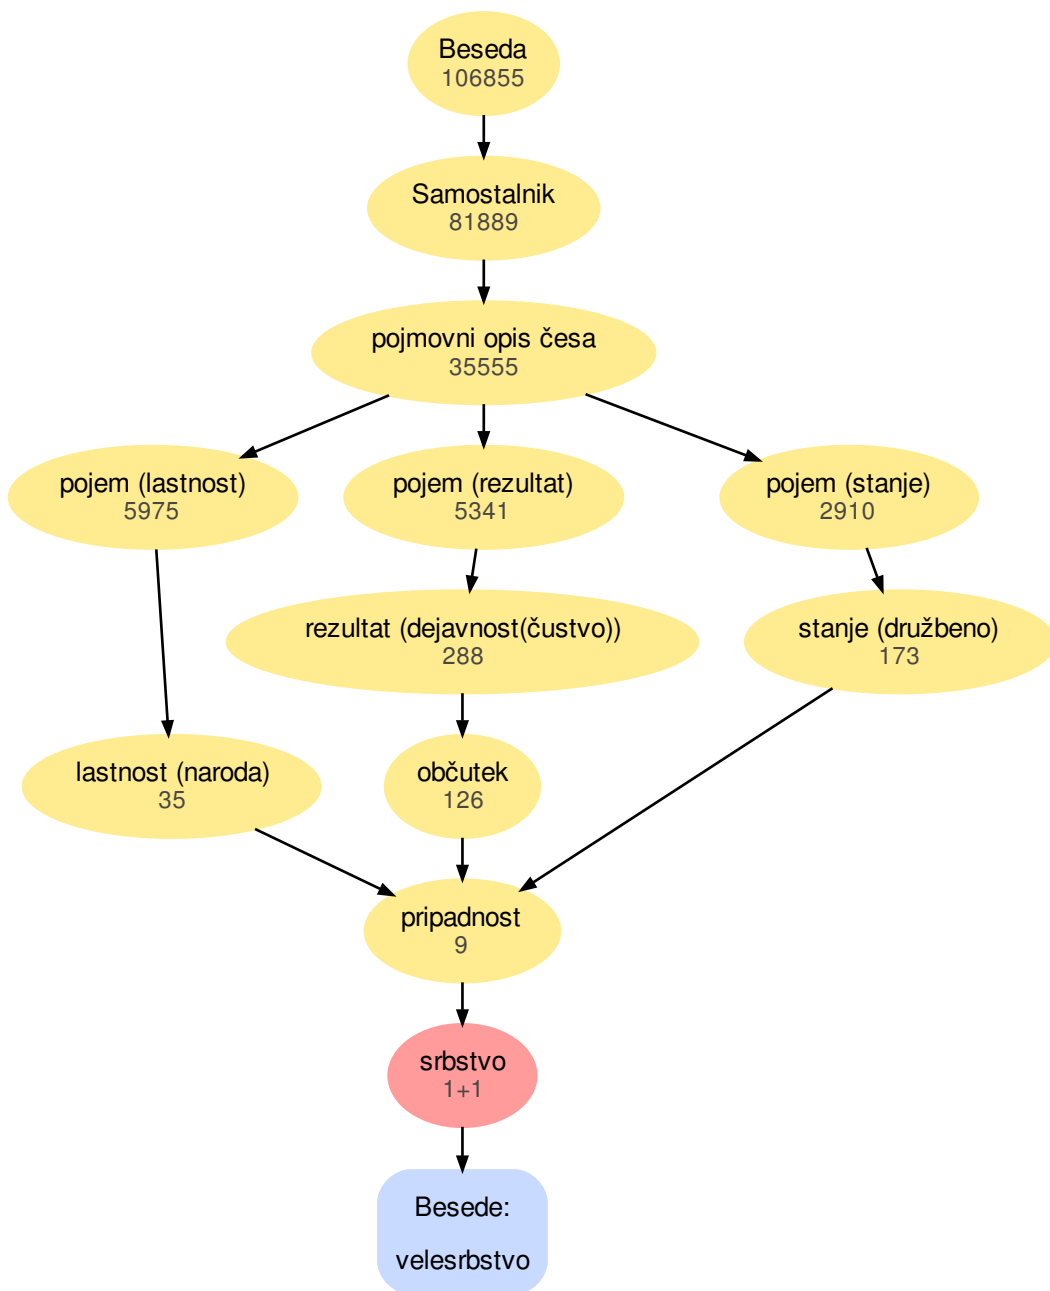 Beseda
106855
Samostalnik
81889
pojmovni opis česa
35555
pojem (lastnost)
5975
pojem (rezultat)
5341
pojem (stanje)
2910
rezultat (dejavnost(čustvo))
288
stanje (družbeno)
173
lastnost (naroda)
35
občutek
126
pripadnost
9
srbstvo
1+1
Besede:
velesrbstvo